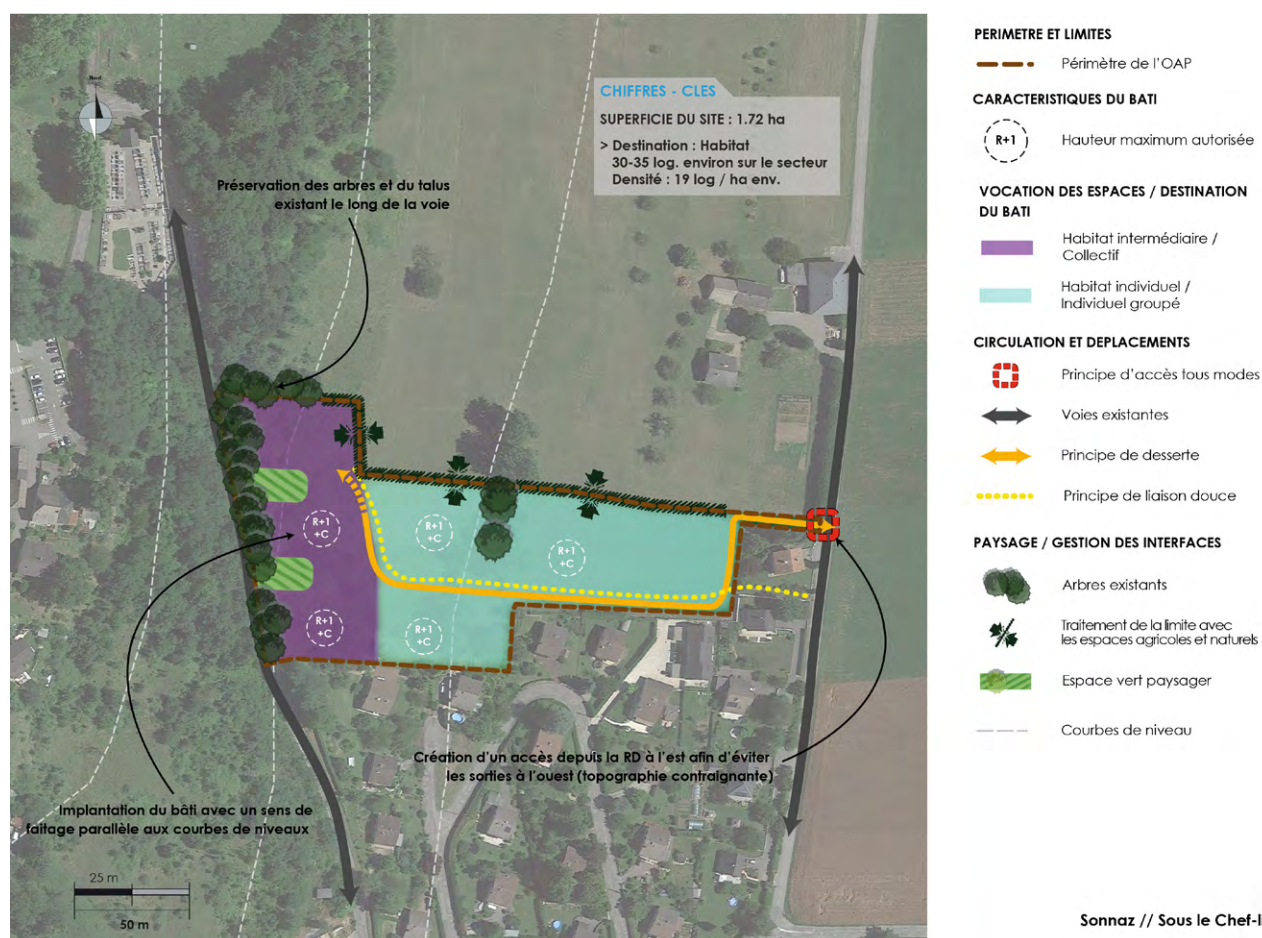 Nord
CHIFFRES - CLES
SUPERFICIE DU SITE : 1.72 ha
> Destination : Habitat
30-35 log. environ sur le secteur
Densité : 19 log / ha env.
Préservation des arbres et du talus
existant le long de la voie
R+1
+C
R+1
+C
R+1
+C
R+1
+C
R+1
+C
Création d'un accès depuis la RD à l'est afin d'éviter
les sorties à l'ouest (topographie contraignante)
Implantation du bâti avec un sens de
faitage parallèle aux courbes de niveaux
25 m
50 m
PERIMETRE ET LIMITES
Périmètre de l'OAP
CARACTERISTIQUES DU BATI
R+1
Hauteur maximum autorisée
VOCATION DES ESPACES / DESTINATION
DU BATI
Habitat intermédiaire /
Collectif
Habitat individuel /
Individuel groupé
CIRCULATION ET DEPLACEMENTS
Principe d'accès tous modes
Voies existantes
Principe de desserte
Principe de liaison douce
PAYSAGE / GESTION DES INTERFACES
Arbres existants
Traitement de la limite avec
les espaces agricoles et naturels
Espace vert paysager
Courbes de niveau
Sonnaz // Sous le Chef-l